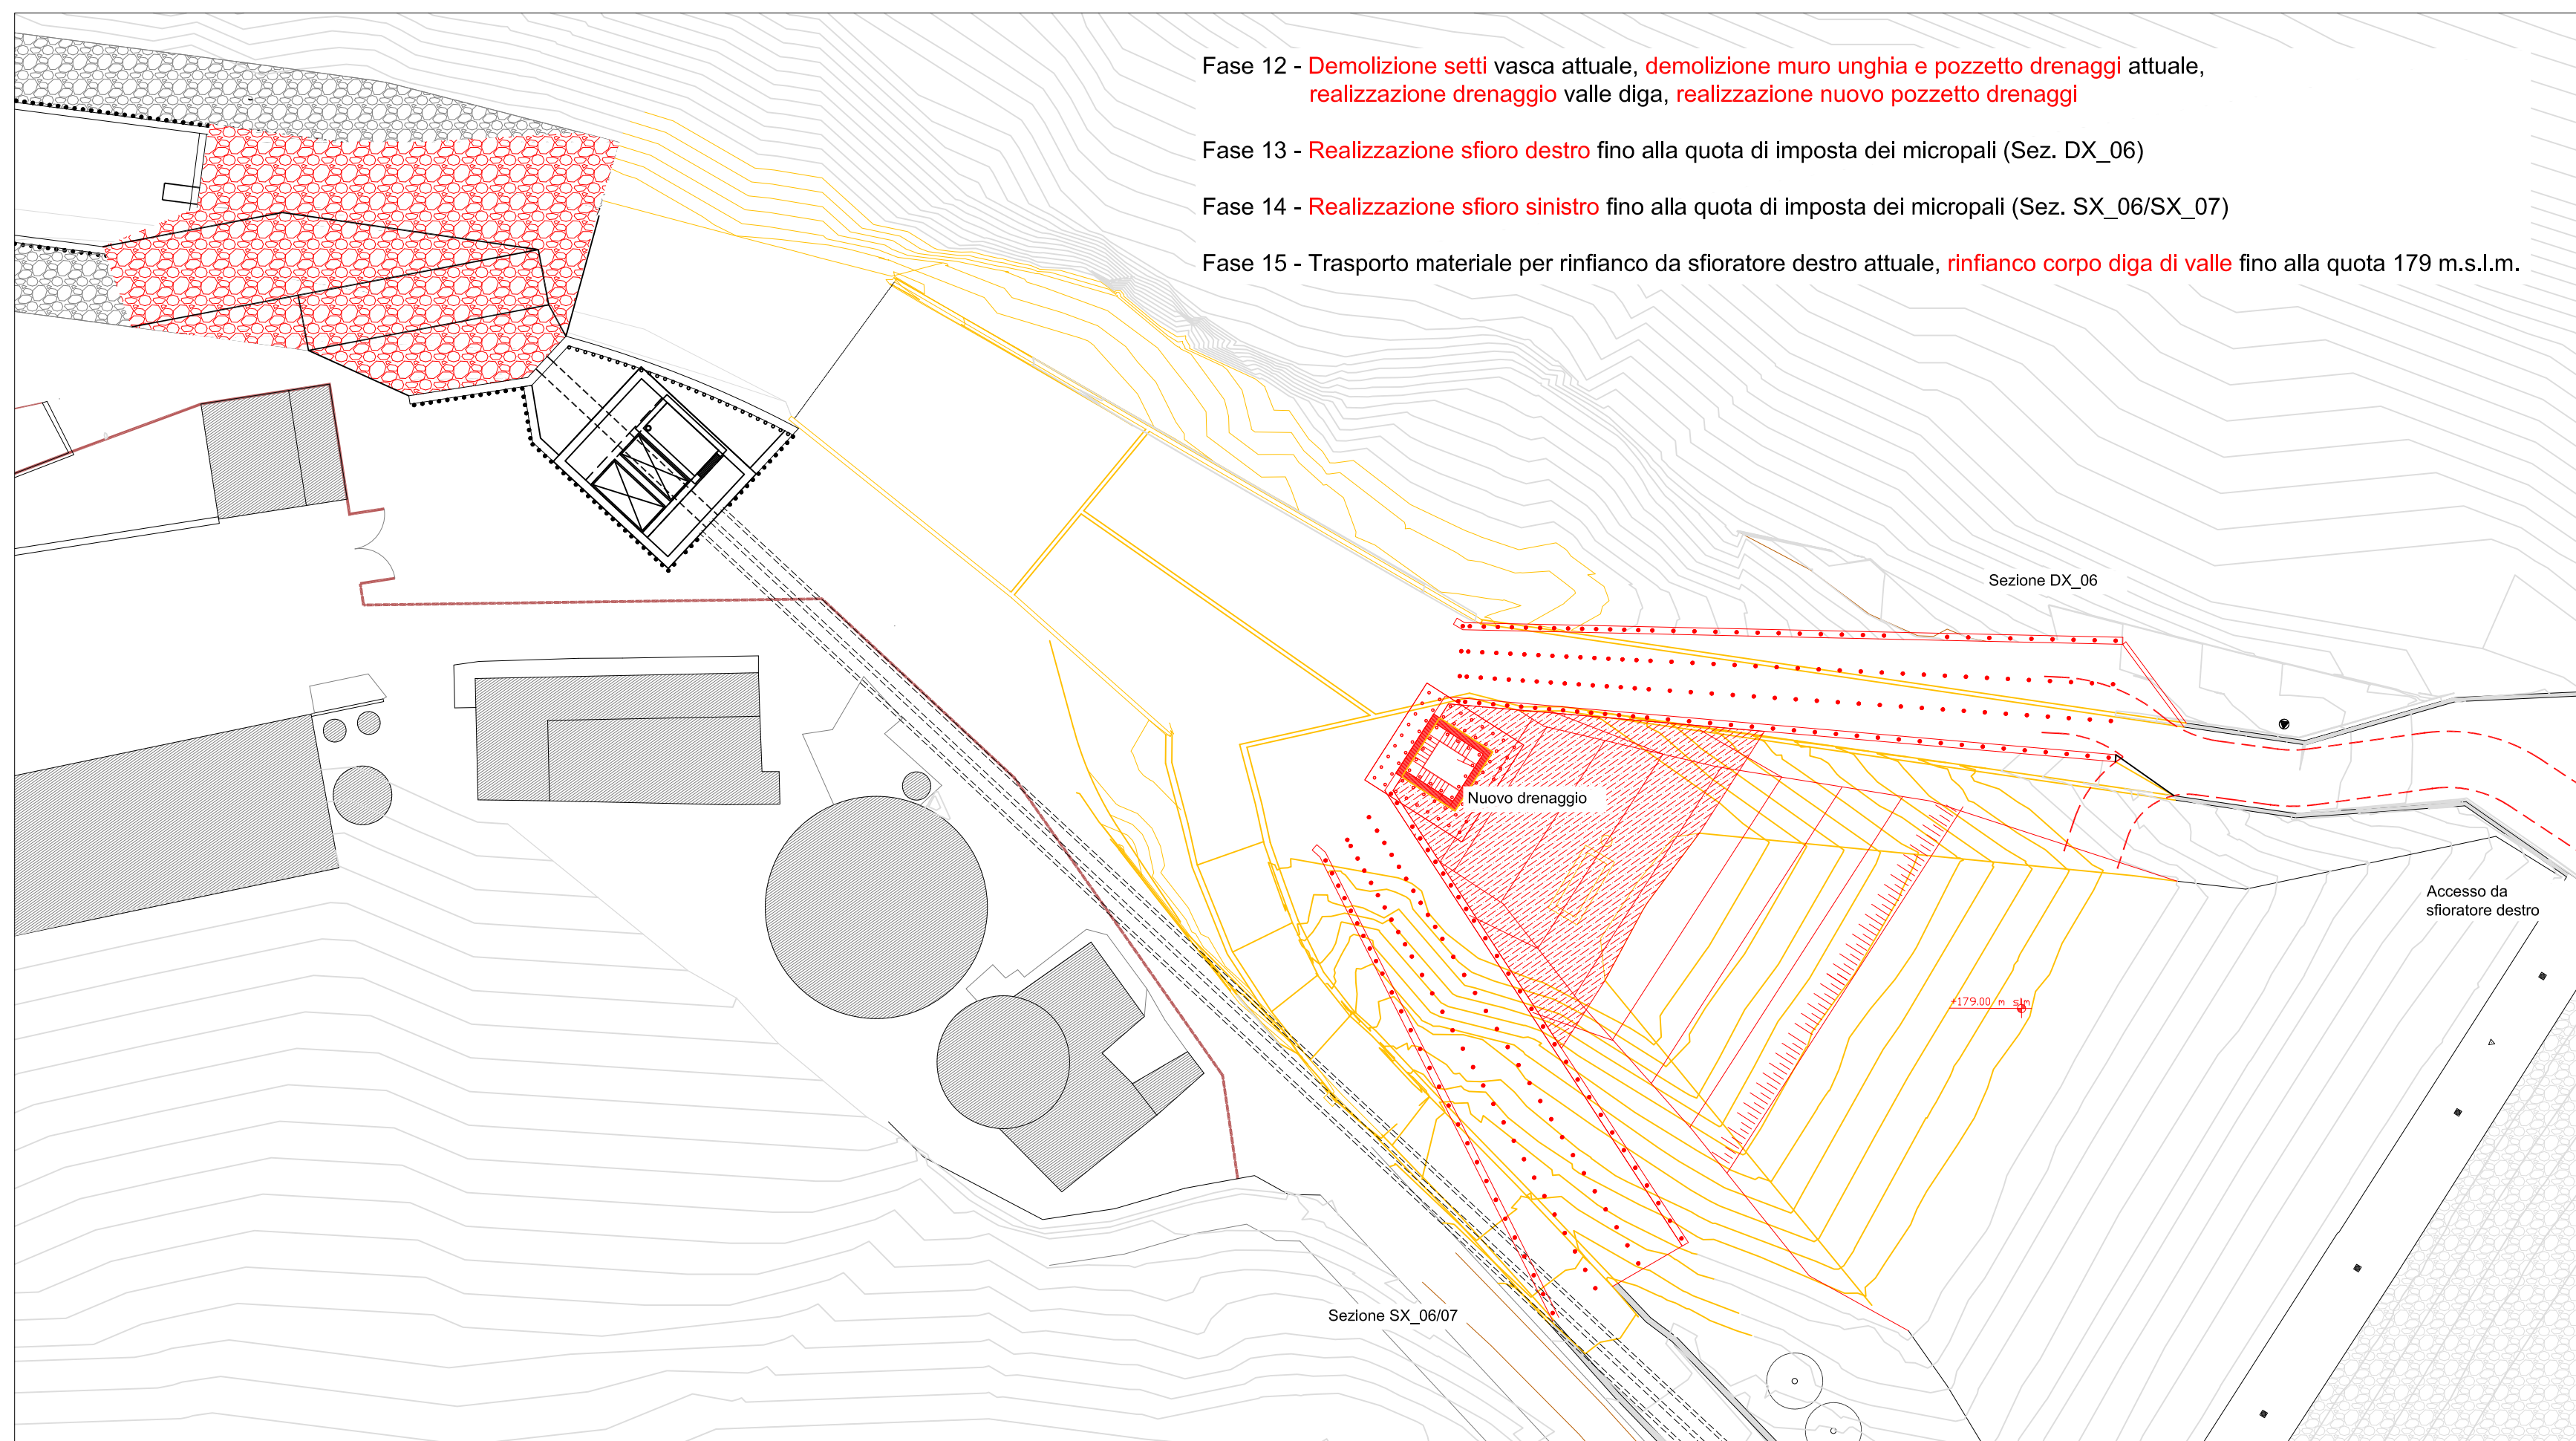 Fase 12 - Demolizione setti vasca attuale, demolizione muro unghia e pozzetto drenaggi attuale,
realizzazione drenaggio valle diga, realizzazione nuovo pozzetto drenaggi
Fase 13 - Realizzazione sfioro destro fino alla quota di imposta dei micropali (Sez. DX_06)
Fase 14 - Realizzazione sfioro sinistro fino alla quota di imposta dei micropali (Sez. SX_06/SX_07)
Fase 15 - Trasporto materiale per rinfianco da sfioratore destro attuale, rinfianco corpo diga di valle fino alla quota 179 m.s.l.m.
Sezione DX_06
Nuovo drenaggio
Accesso da
sfioratore destro
+179.00 m slm
Sezione SX_06/07